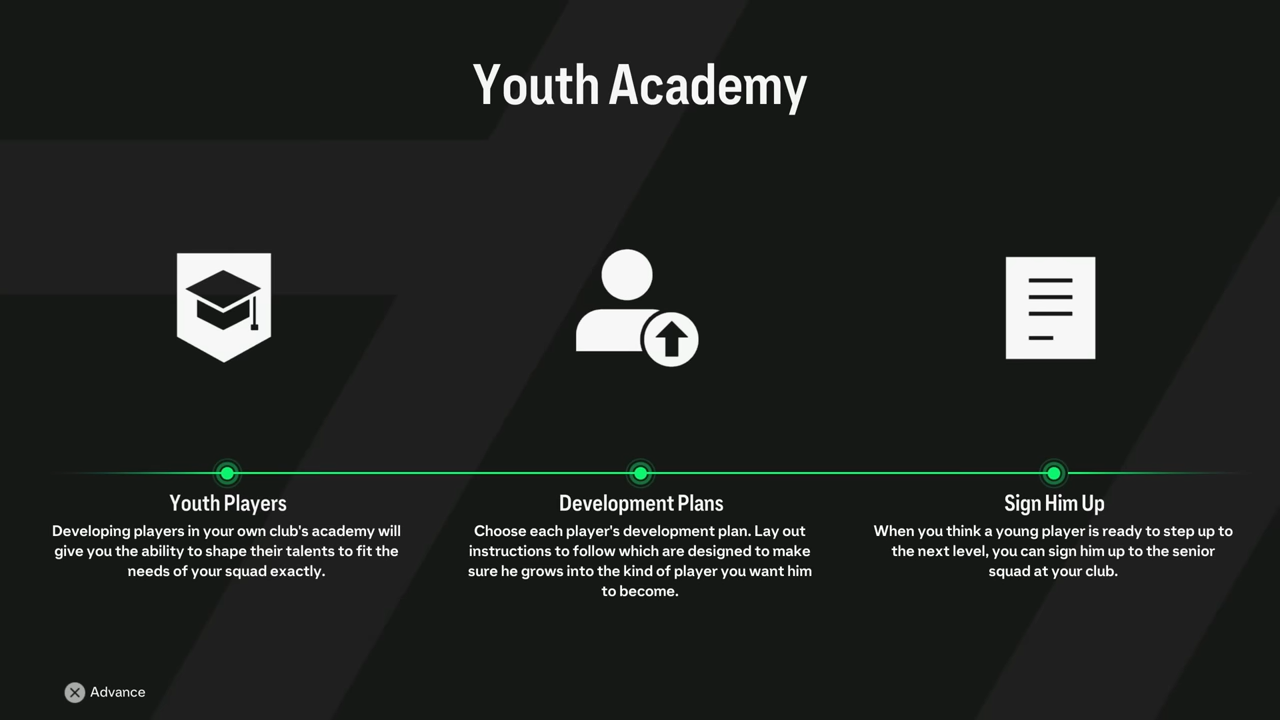 Youth Academy
Youth Players
Developing players in your own club's academy will
give you the ability to shape their talents to fit the
needs of your squad exactly.
Development Plans
Choose each player's development plan. Lay out
instructions to follow which are designed to make
sure he grows into the kind of player you want him
to become.
Sign Him Up
When you think a young player is ready to step up to
the next level, you can sign him up to the senior
squad at your club.
Advance